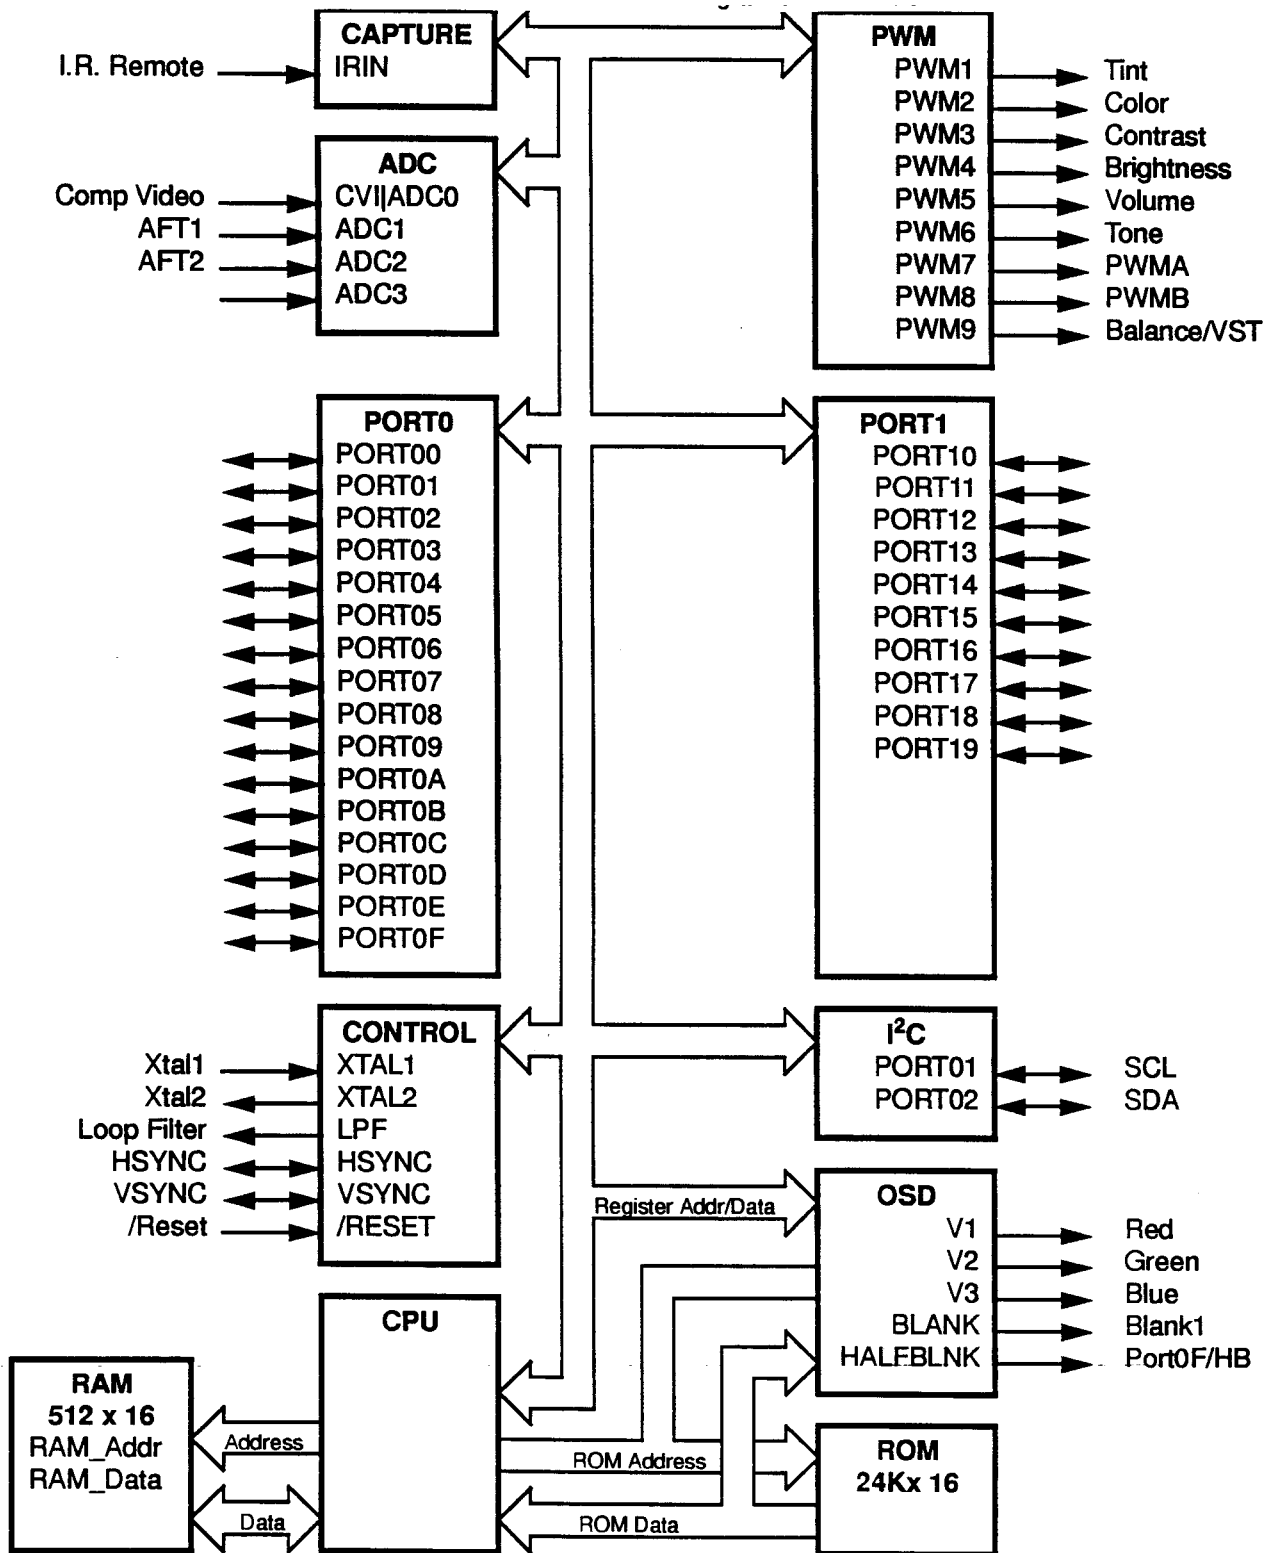 CAPTURE
I.R. Remote IRIN
ADC
Comp Video CVI|ADC0
AFT1 ADC1
AFT2 ADC2
ADC3
PWM
PWM1 Tint
PWM2 Color
PWM3 Contrast
PWM4 Brightness
PWM5 Volume
PWM6 Tone
PWM7 PWMA
PWM8 PWMB
PWM9 Balance/VST
PORT0
PORT00
PORT01
PORT02
PORT03
PORT04
PORT05
PORT06
PORT07
PORT08
PORT09
PORT0A
PORT0B
PORT0C
PORT0D
PORT0E
PORT0F
PORT1
PORT10
PORT11
PORT12
PORT13
PORT14
PORT15
PORT16
PORT17
PORT18
PORT19
CONTROL
Xtal1 XTAL1
Xtal2 XTAL2
Loop Filter LPF
HSYNC HSYNC
VSYNC VSYNC
/Reset /RESET
I²C
PORT01 SCL
PORT02 SDA
Register Addr/Data
OSD
V1 Red
V2 Green
V3 Blue
BLANK Blank1
HALFBLNK Port0F/HB
CPU
RAM
512 x 16
RAM_Addr
RAM_Data
Address
Data
ROM Address
ROM Data
ROM
24Kx 16